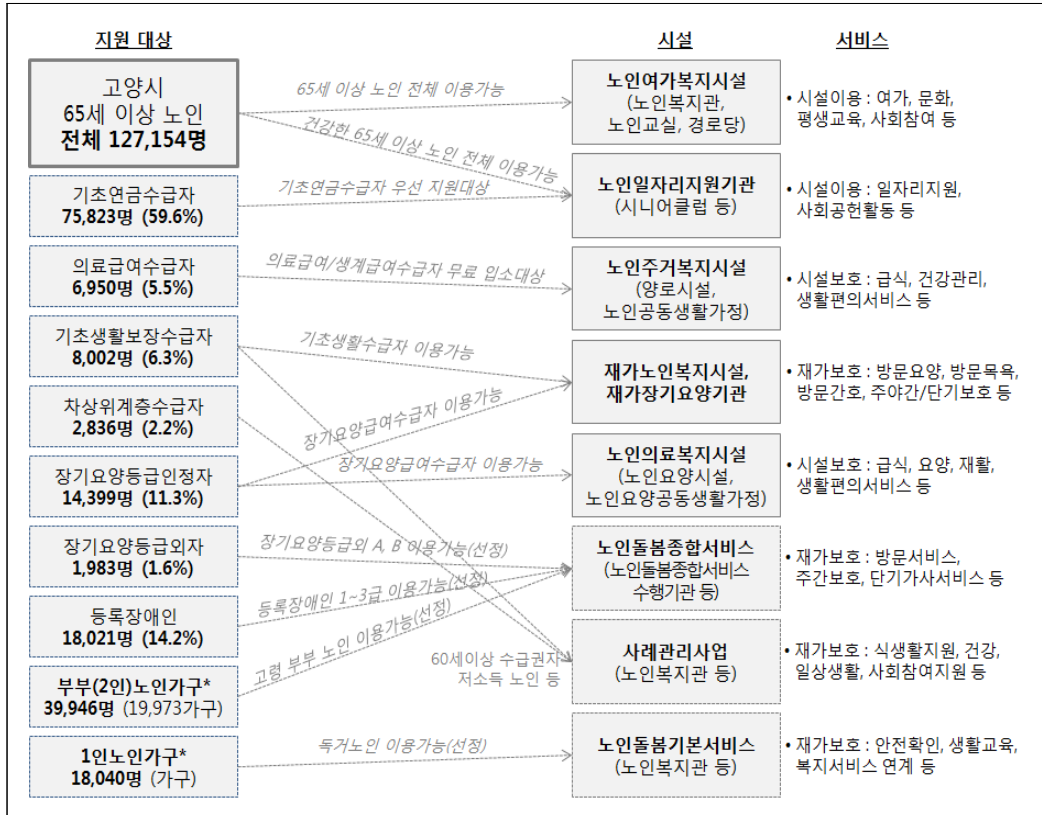 지원 대상
시설
서비스
고양시
65세 이상 노인
전체 127,154명
65세 이상 노인 전체 이용가능
건강한 65세 이상 노인 전체 이용가능
노인여가복지시설
(노인복지관,
노인교실, 경로당)
• 시설이용 : 여가, 문화,
평생교육, 사회참여 등
기초연금수급자
75,823명 (59.6%)
기초연금수급자 우선 지원대상
노인일자리지원기관
(시니어클럽 등)
• 시설이용 : 일자리지원,
사회공헌활동 등
의료급여수급자
6,950명 (5.5%)
의료급여/생계급여수급자 무료 입소대상
노인주거복지시설
(양로시설,
노인공동생활가정)
• 시설보호 : 급식, 건강관리,
생활편의서비스 등
기초생활보장수급자
8,002명 (6.3%)
기초생활수급자 이용가능
재가노인복지시설,
재가장기요양기관
• 재가보호 : 방문요양, 방문목욕,
방문간호, 주야간/단기보호 등
차상위계층수급자
2,836명 (2.2%)
장기요양급여수급자 이용가능
장기요양등급인정자
14,399명 (11.3%)
장기요양급여수급자 이용가능
노인의료복지시설
(노인요양시설,
노인요양공동생활가정)
• 시설보호 : 급식, 요양, 재활,
생활편의서비스 등
장기요양등급외자
1,983명 (1.6%)
장기요양등급외 A, B 이용가능(선정)
노인돌봄종합서비스
(노인돌봄종합서비스
수행기관 등)
• 재가보호 : 방문서비스,
주간보호, 단기가사서비스 등
등록장애인
18,021명 (14.2%)
등록장애인 1~3급 이용가능(선정)
고령 부부 노인 이용가능(선정)
60세이상 수급권자
저소득 노인 등
사례관리사업
(노인복지관 등)
• 재가보호 : 식생활지원, 건강,
일상생활, 사회참여지원 등
부부(2인)노인가구*
39,946명 (19,973가구)
1인노인가구*
18,040명 (가구)
독거노인 이용가능(선정)
노인돌봄기본서비스
(노인복지관 등)
• 재가보호 : 안전확인, 생활교육,
복지서비스 연계 등